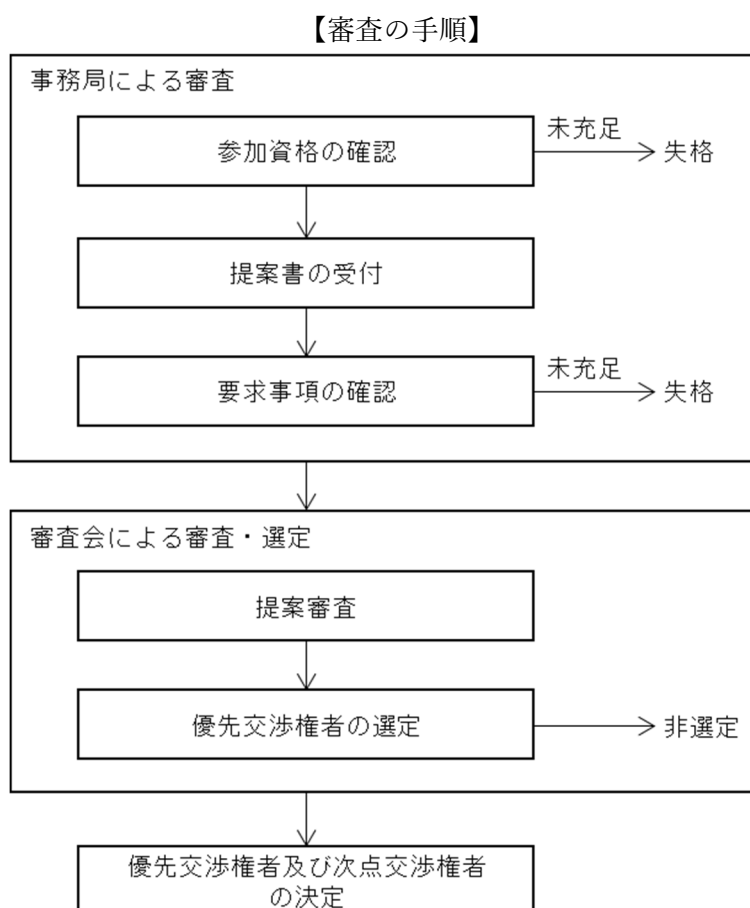 【審査の手順】
事務局による審査
参加資格の確認
未充足
失格
提案書の受付
要求事項の確認
未充足
失格
審査会による審査・選定
提案審査
優先交渉権者の選定
非選定
優先交渉権者及び次点交渉権者
の決定